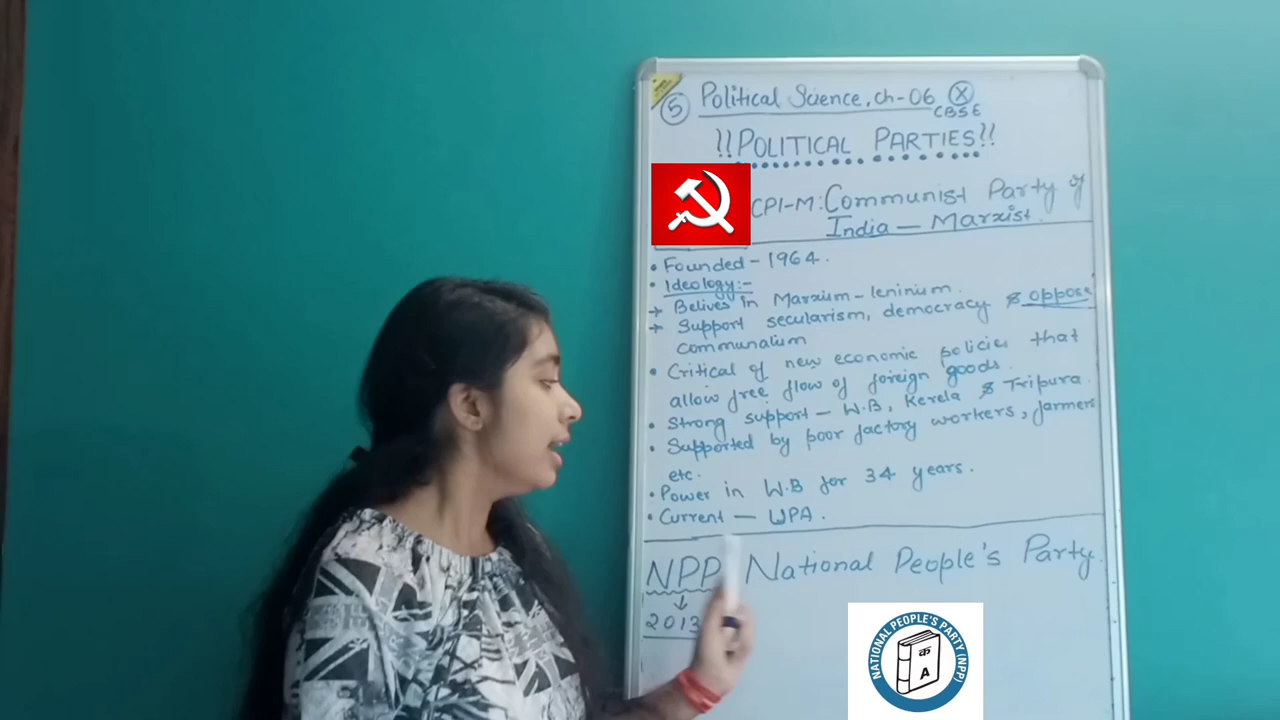 5 Political Science, ch-06 X
CBSE
!!POLITICAL PARTIES!!
CPI-M: Communist Party of
India — Marxist.
• Founded - 1964.
• Ideology:-
→ Belives in Marxism - leninium.
→ Support secularism, democracy & oppose
communalism
• Critical of new economic policies that
allow free flow of foreign goods.
• Strong support - W.B, Kerela & Tripura.
• Supported by poor factory workers, farmers
etc.
• Power in W.B for 34 years.
• Current — UPA.
NPP National People's Party.
↓
2013
NATIONAL PEOPLE'S PARTY (NPP)
क
A